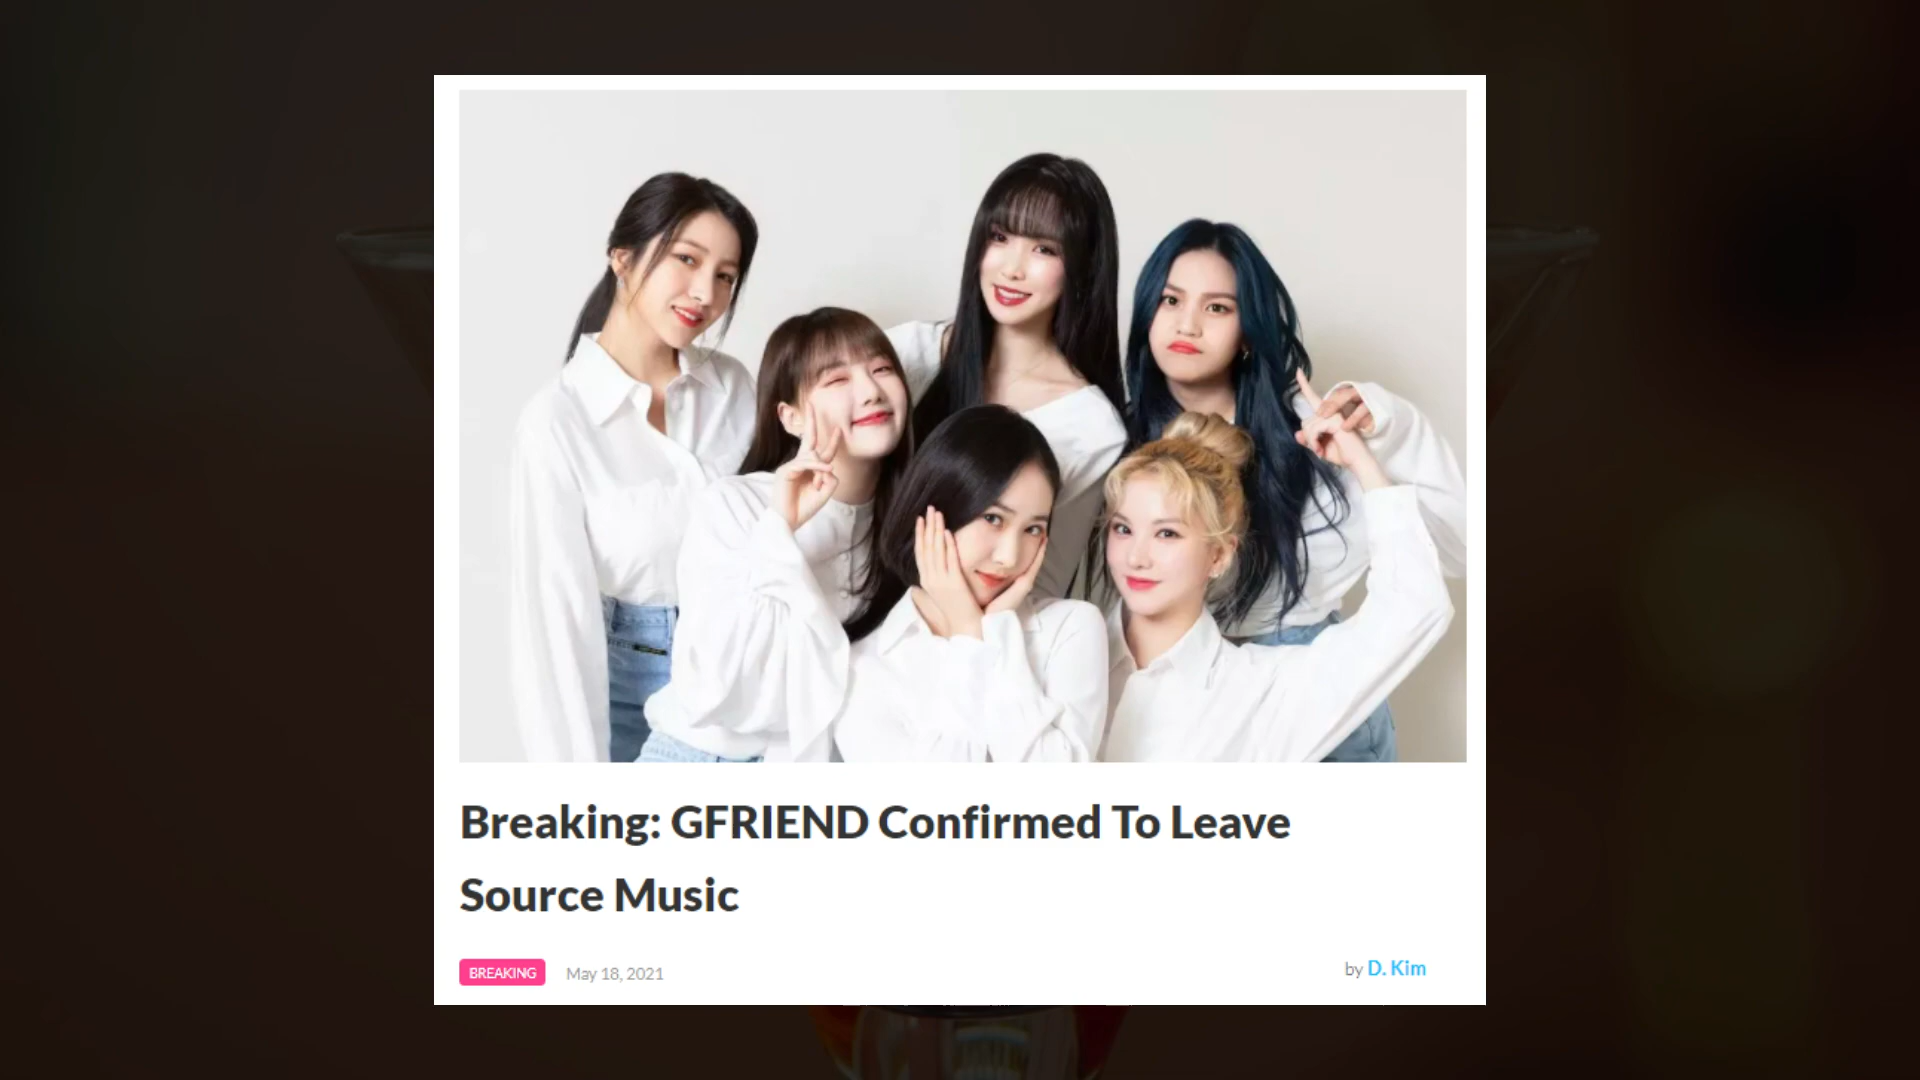 Breaking: GFRIEND Confirmed To Leave
Source Music
BREAKING May 18, 2021 by D. Kim